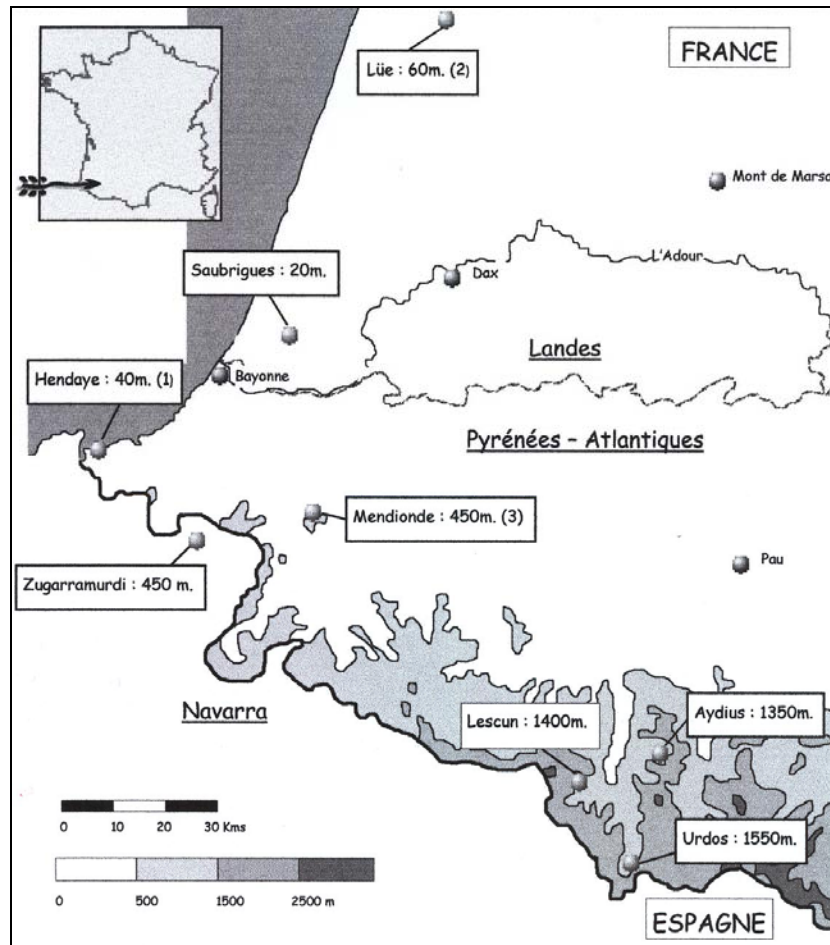 Lüe : 60m. (2)
FRANCE
Mont de Marsa
Saubrigues : 20m.
L'Adour
Dax
Landes
Hendaye : 40m. (1)
Bayonne
Pyrénées - Atlantiques
Mendionde : 450m. (3)
Zugarramurdi : 450 m.
Pau
Navarra
Lescun : 1400m.
Aydius : 1350m.
0 10 20 30 Kms
Urdos : 1550m.
0 500 1500 2500 m
ESPAGNE